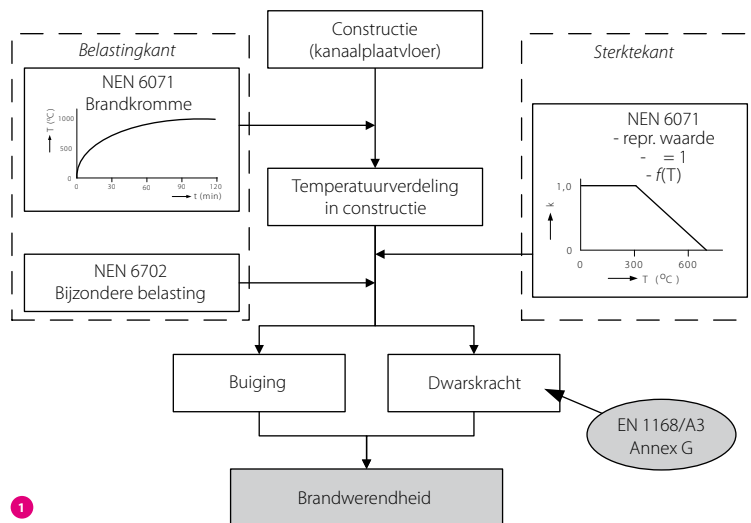 Constructie
(kanaalplaatvloer)
Belastingkant
NEN 6071
Brandkromme
T (ºC)
1000
500
0
0 30 60 90 120
t (min)
Sterktekant
NEN 6071
- repr. waarde
- = 1
- f(T)
1,0
k
0
0 300 600
T (ºC)
Temperatuurverdeling
in constructie
NEN 6702
Bijzondere belasting
Buiging
Dwarskracht
EN 1168/A3
Annex G
Brandwerendheid
1